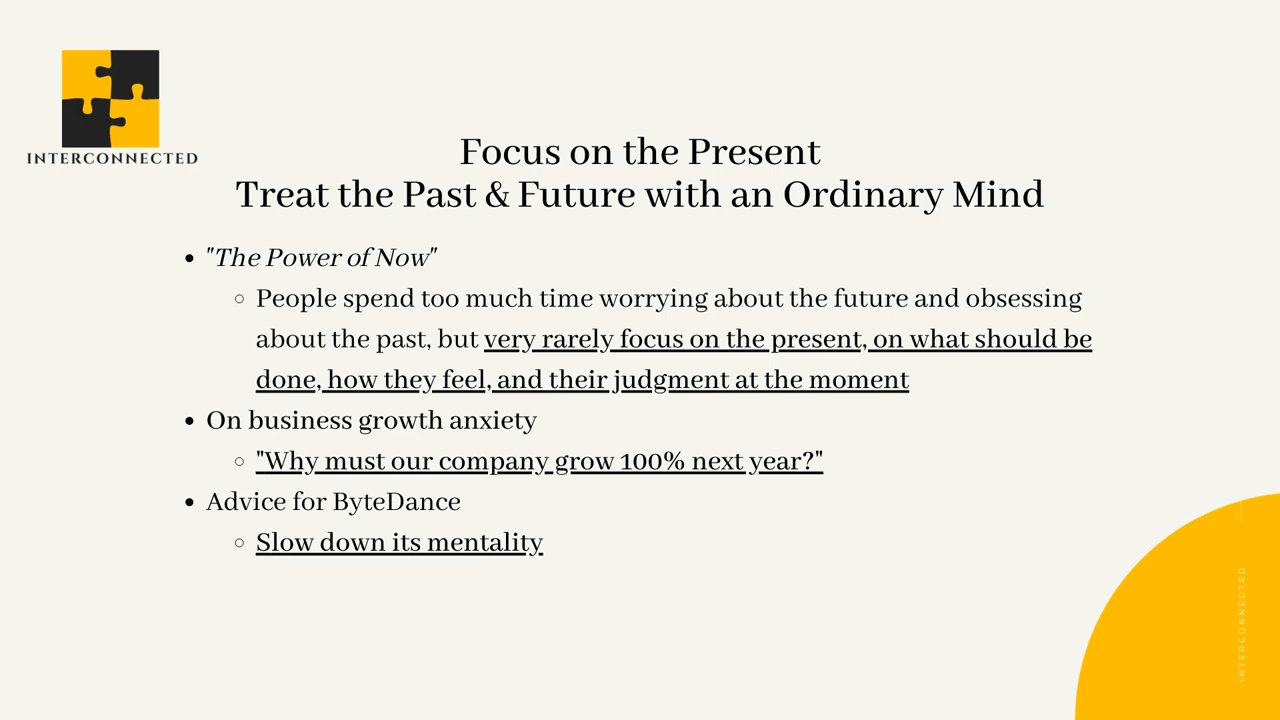 INTERCONNECTED
Focus on the Present
Treat the Past & Future with an Ordinary Mind
• "The Power of Now"
○ People spend too much time worrying about the future and obsessing
about the past, but very rarely focus on the present, on what should be
done, how they feel, and their judgment at the moment
• On business growth anxiety
○ "Why must our company grow 100% next year?"
• Advice for ByteDance
○ Slow down its mentality
INTERCONNECTED